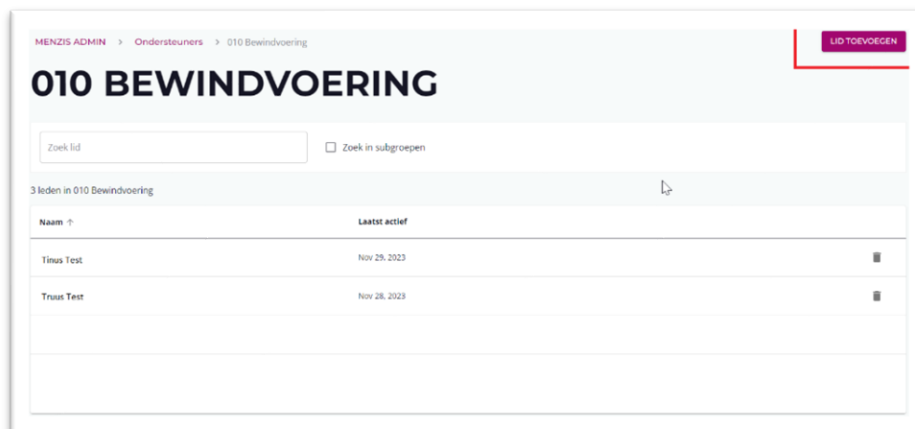 MENZIS ADMIN > Ondersteuners > 010 Bewindvoering
LID TOEVOEGEN
010 BEWINDVOERING
Zoek lid
Zoek in subgroepen
3 leden in 010 Bewindvoering
Naam ↑ Laatst actief
Tinus Test Nov 29, 2023
Truus Test Nov 28, 2023